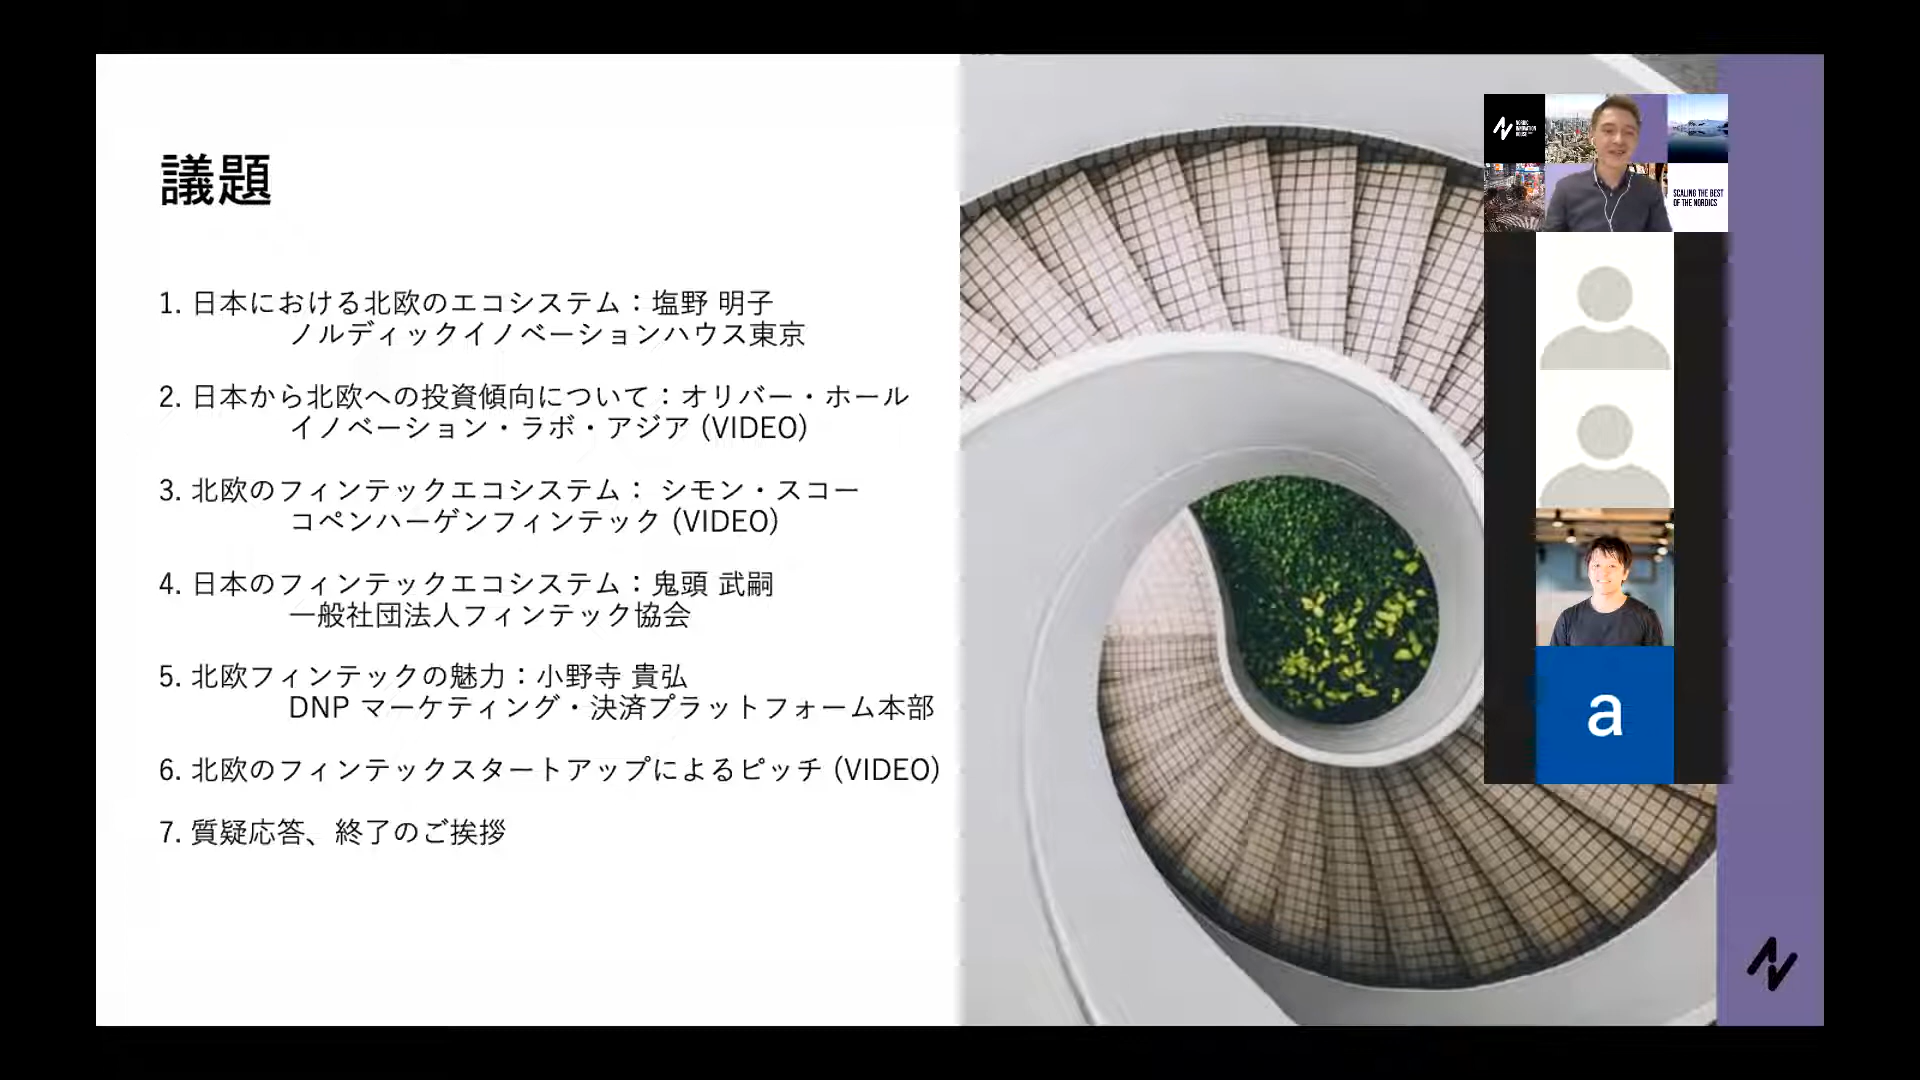 議題
1. 日本における北欧のエコシステム：塩野 明子
ノルディックイノベーションハウス東京
2. 日本から北欧への投資傾向について：オリバー・ホール
イノベーション・ラボ・アジア (VIDEO)
3. 北欧のフィンテックエコシステム： シモン・スコー
コペンハーゲンフィンテック (VIDEO)
4. 日本のフィンテックエコシステム：鬼頭 武嗣
一般社団法人フィンテック協会
5. 北欧フィンテックの魅力：小野寺 貴弘
DNP マーケティング・決済プラットフォーム本部
6. 北欧のフィンテックスタートアップによるピッチ (VIDEO)
7. 質疑応答、終了のご挨拶
NORDIC
INNOVATION
HOUSE
SCALING THE BEST
OF THE NORDICS
a